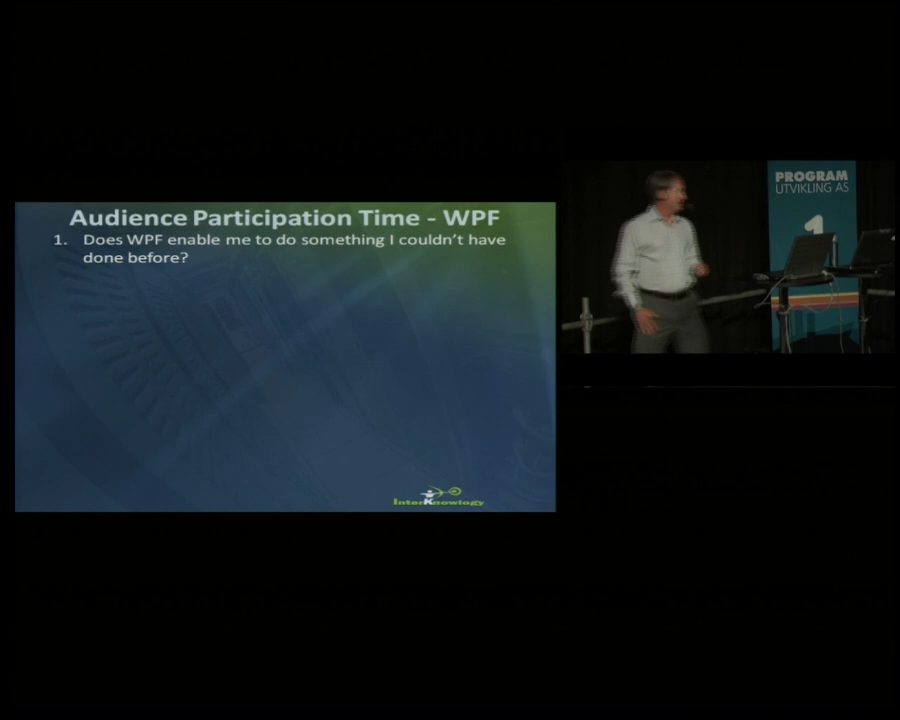 Audience Participation Time - WPF
1. Does WPF enable me to do something I couldn't have
done before?
InterKnowlogy
PROGRAM
UTVIKLING AS
1